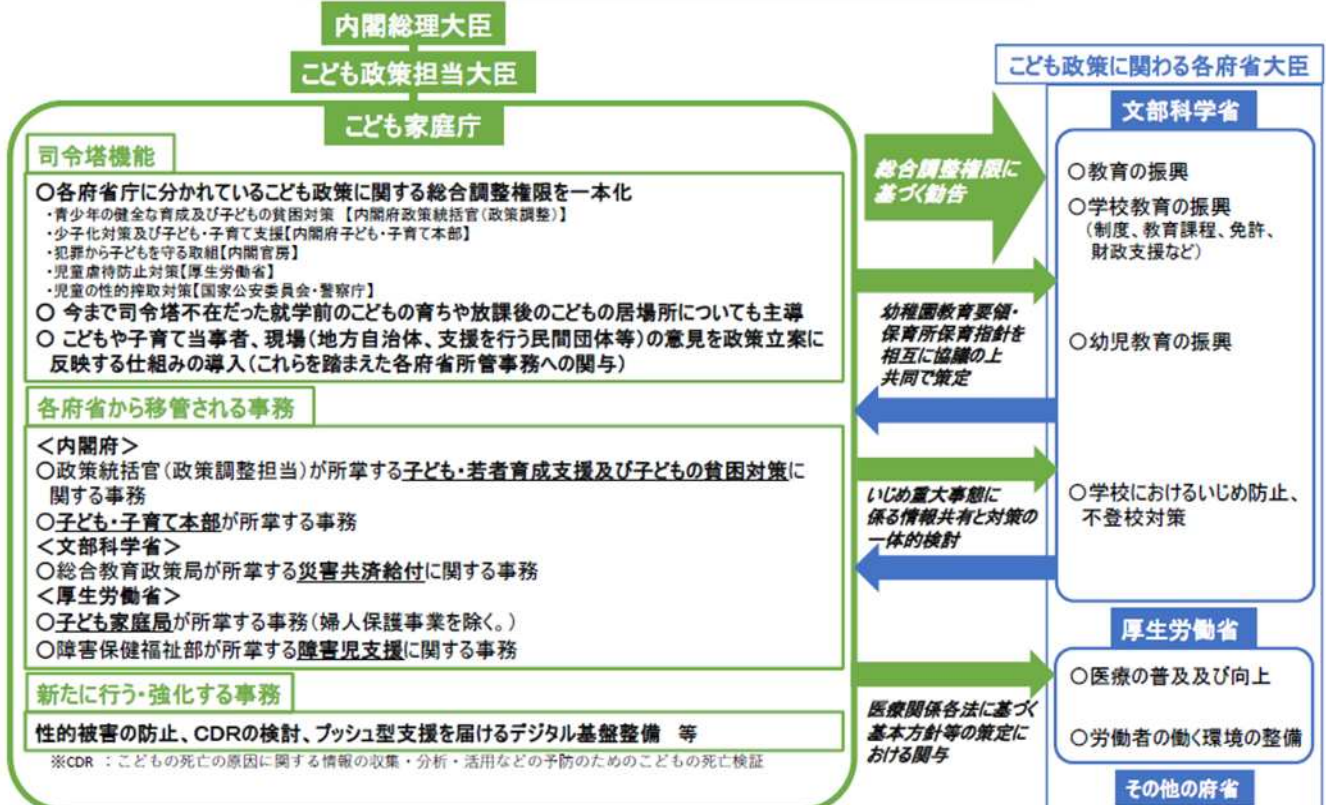 内閣総理大臣
こども政策担当大臣
こども家庭庁
司令塔機能
○各府省庁に分かれているこども政策に関する総合調整権限を一本化
・青少年の健全な育成及び子どもの貧困対策 【内閣府政策統括官(政策調整)】
・少子化対策及び子ども・子育て支援【内閣府子ども・子育て本部】
・犯罪から子どもを守る取組【内閣官房】
・児童虐待防止対策【厚生労働省】
・児童の性的搾取対策【国家公安委員会・警察庁】
○ 今まで司令塔不在だった就学前のこどもの育ちや放課後のこどもの居場所についても主導
○ こどもや子育て当事者、現場(地方自治体、支援を行う民間団体等)の意見を政策立案に
反映する仕組みの導入(これらを踏まえた各府省所管事務への関与)
各府省から移管される事務
<内閣府>
○政策統括官(政策調整担当)が所掌する子ども・若者育成支援及び子どもの貧困対策に
関する事務
○子ども・子育て本部が所掌する事務
<文部科学省>
○総合教育政策局が所掌する災害共済給付に関する事務
<厚生労働省>
○子ども家庭局が所掌する事務(婦人保護事業を除く。)
○障害保健福祉部が所掌する障害児支援に関する事務
新たに行う・強化する事務
性的被害の防止、CDRの検討、プッシュ型支援を届けるデジタル基盤整備 等
※CDR :こどもの死亡の原因に関する情報の収集・分析・活用などの予防のためのこどもの死亡検証
総合調整権限に
基づく勧告
幼稚園教育要領・
保育所保育指針を
相互に協議の上
共同で策定
いじめ重大事態に
係る情報共有と対策の
一体的検討
医療関係各法に基づく
基本方針等の策定に
おける関与
こども政策に関わる各府省大臣
文部科学省
○教育の振興
○学校教育の振興
(制度、教育課程、免許、
財政支援など)
○幼児教育の振興
○学校におけるいじめ防止、
不登校対策
厚生労働省
○医療の普及及び向上
○労働者の働く環境の整備
その他の府省